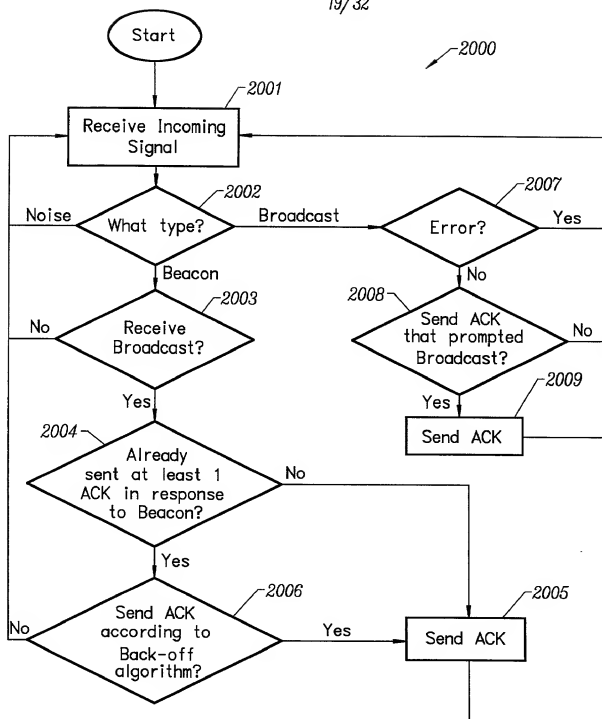 19/32
Start
2000
2001
Receive Incoming
Signal
2002
What type?
Noise
Broadcast
Beacon
2007
Error?
Yes
No
2003
Receive
Broadcast?
No
Yes
2008
Send ACK
that prompted
Broadcast?
No
Yes
2009
Send ACK
2004
Already
sent at least 1
ACK in response
to Beacon?
No
Yes
2006
Send ACK
according to
Back-off
algorithm?
No
Yes
2005
Send ACK